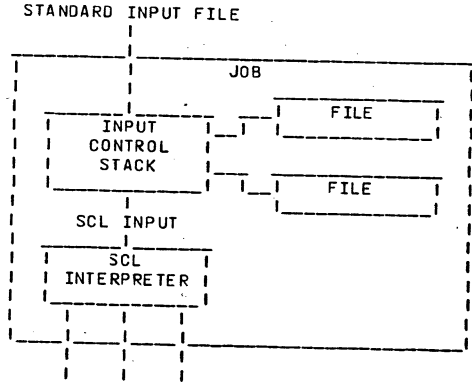 STANDARD INPUT FILE
JOB
INPUT
CONTROL
STACK
FILE
FILE
SCL INPUT
SCL
INTERPRETER